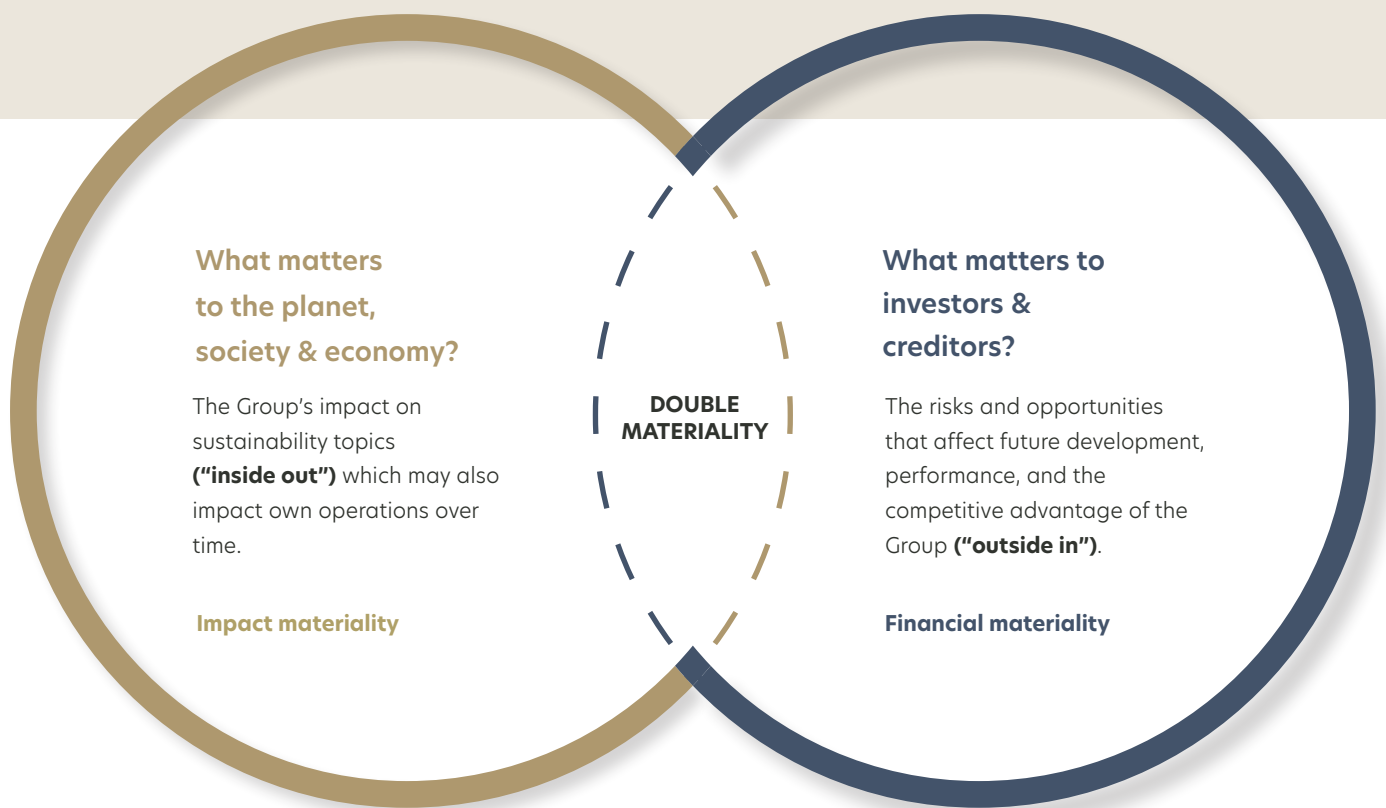 What matters
to the planet,
society & economy?
The Group’s impact on
sustainability topics
(“inside out”) which may also
impact own operations over
time.
Impact materiality
DOUBLE
MATERIALITY
What matters to
investors &
creditors?
The risks and opportunities
that affect future development,
performance, and the
competitive advantage of the
Group (“outside in”).
Financial materiality